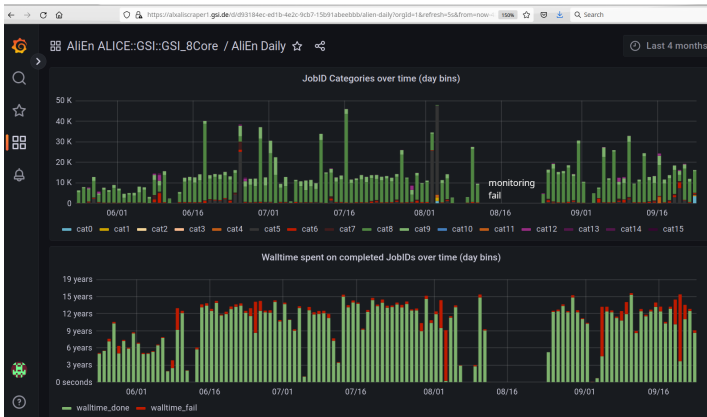 https://alxaliscraper1.gsi.de/d/d93184ec-ed1b-4e2c-9cb7-15b91abeebbb/alien-daily?orgId=1&refresh=5s&from=now-
150%
Search
AliEn ALICE::GSI::GSI_8Core / AliEn Daily
Last 4 months
JobID Categories over time (day bins)
50 K
40 K
30 K
20 K
10 K
0
monitoring
fail
06/01 06/16 07/01 07/16 08/01 08/16 09/01 09/16
cat0 cat1 cat2 cat3 cat4 cat5 cat6 cat7 cat8 cat9 cat10 cat11 cat12 cat13 cat14 cat15
Walltime spent on completed JobIDs over time (day bins)
19 years
15 years
12 years
9 years
6 years
3 years
0 seconds
06/01 06/16 07/01 07/16 08/01 08/16 09/01 09/16
walltime_done walltime_fail